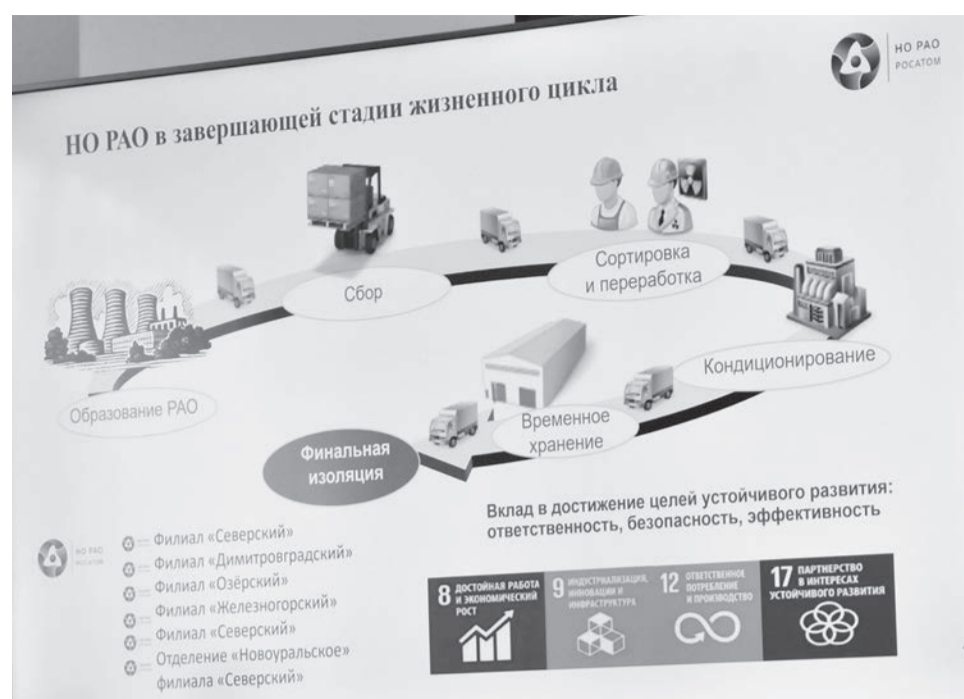 НО РАО
РОСАТОМ
НО РАО в завершающей стадии жизненного цикла
Сбор
Сортировка
и переработка
Кондиционирование
Образование РАО
Временное
хранение
Финальная
изоляция
Вклад в достижение целей устойчивого развития:
ответственность, безопасность, эффективность
НО РАО
РОСАТОМ
Филиал «Северский»
Филиал «Димитровградский»
Филиал «Озёрский»
Филиал «Железногорский»
Филиал «Северский»
Отделение «Новоуральское»
филиала «Северский»
8 ДОСТОЙНАЯ РАБОТА
И ЭКОНОМИЧЕСКИЙ
РОСТ
9 ИНДУСТРИАЛИЗАЦИЯ,
ИННОВАЦИИ И
ИНФРАСТРУКТУРА
12 ОТВЕТСТВЕННОЕ
ПОТРЕБЛЕНИЕ
И ПРОИЗВОДСТВО
17 ПАРТНЕРСТВО
В ИНТЕРЕСАХ
УСТОЙЧИВОГО РАЗВИТИЯ